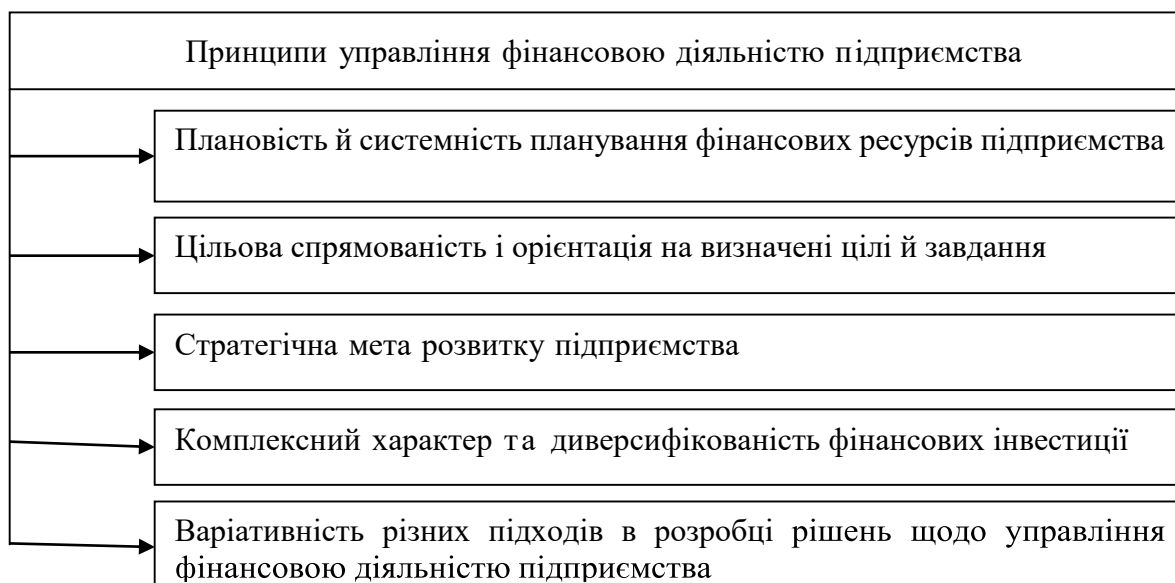 Принципи управління фінансовою діяльністю підприємства
Плановість й системність планування фінансових ресурсів підприємства
Цільова спрямованість і орієнтація на визначені цілі й завдання
Стратегічна мета розвитку підприємства
Комплексний характер та диверсифікованість фінансових інвестиції
Варіативність різних підходів в розробці рішень щодо управління
фінансовою діяльністю підприємства